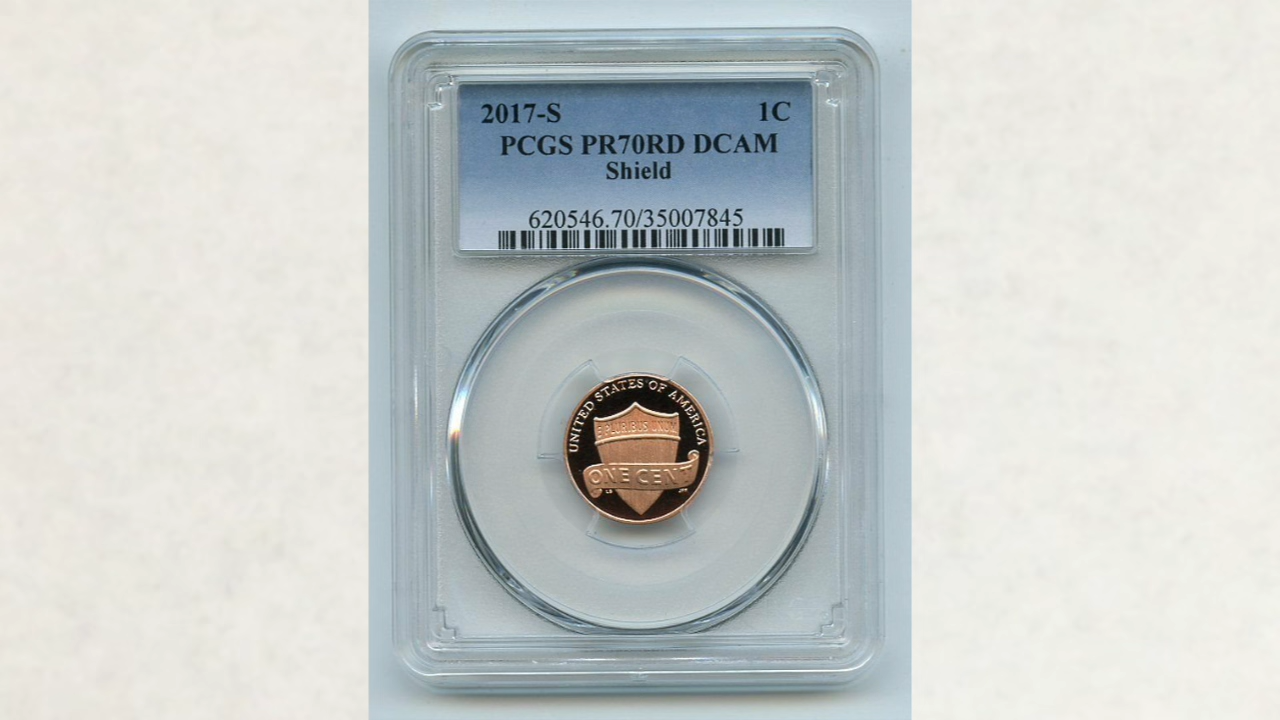 2017-S 1C
PCGS PR70RD DCAM
Shield
620546.70/35007845
UNITED STATES OF AMERICA
E PLURIBUS UNUM
ONE CENT